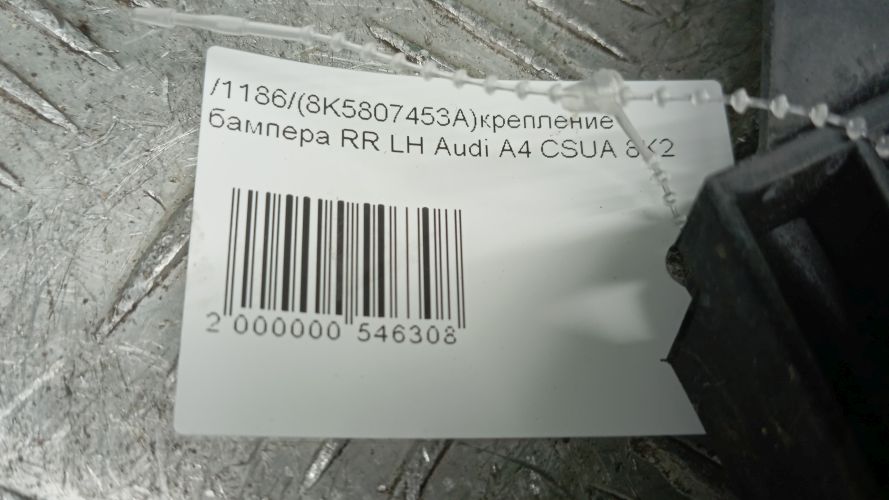 /1186/(8K5807453A)крепление
бампера RR LH Audi A4 CSUA 8K2
2 000000 546308